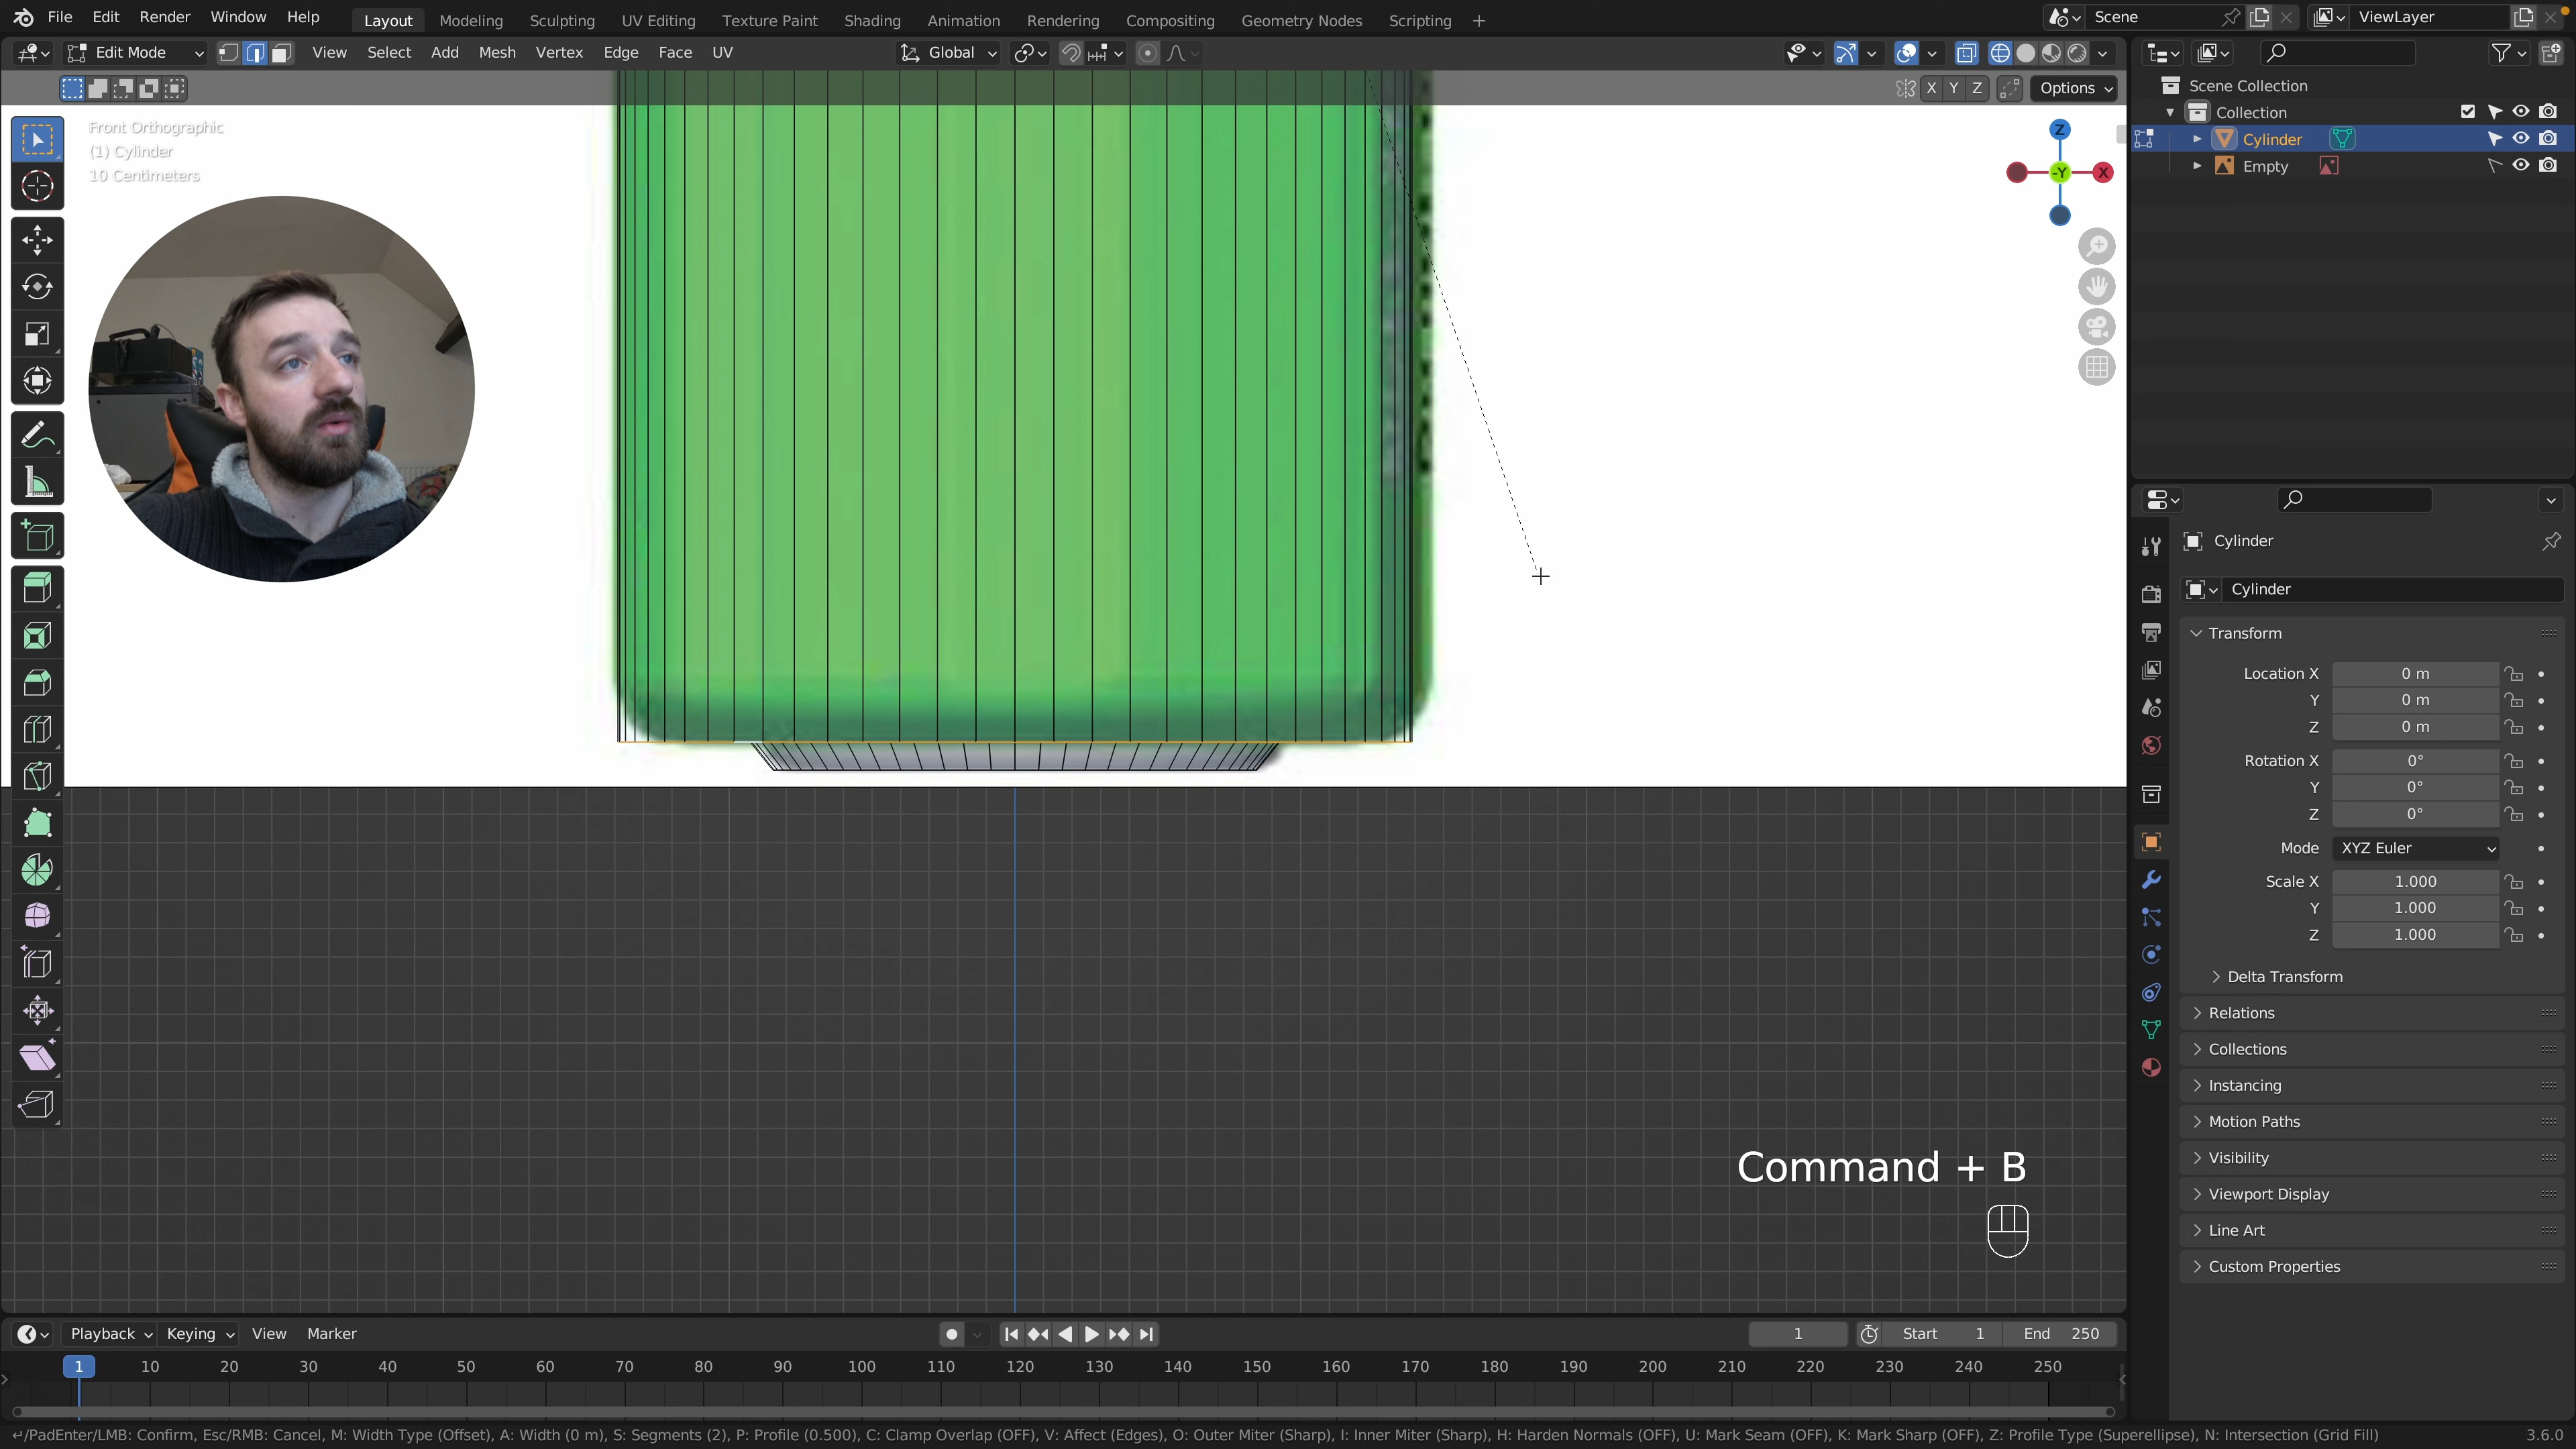 File Edit Render Window Help Layout Modeling Sculpting UV Editing Texture Paint Shading Animation Rendering Compositing Geometry Nodes Scripting + Scene ViewLayer
Edit Mode View Select Add Mesh Vertex Edge Face UV Global
X Y Z Options
Front Orthographic
(1) Cylinder
10 Centimeters
Z
-Y
X
Scene Collection
Collection
Cylinder
Empty
Cylinder
Cylinder
Transform
Location X 0 m
Y 0 m
Z 0 m
Rotation X 0°
Y 0°
Z 0°
Mode XYZ Euler
Scale X 1.000
Y 1.000
Z 1.000
Delta Transform
Relations
Collections
Instancing
Motion Paths
Visibility
Viewport Display
Line Art
Custom Properties
Command + B
Playback Keying View Marker 1 Start 1 End 250
1 10 20 30 40 50 60 70 80 90 100 110 120 130 140 150 160 170 180 190 200 210 220 230 240 250
↵/PadEnter/LMB: Confirm, Esc/RMB: Cancel, M: Width Type (Offset), A: Width (0 m), S: Segments (2), P: Profile (0.500), C: Clamp Overlap (OFF), V: Affect (Edges), O: Outer Miter (Sharp), I: Inner Miter (Sharp), H: Harden Normals (OFF), U: Mark Seam (OFF), K: Mark Sharp (OFF), Z: Profile Type (Superellipse), N: Intersection (Grid Fill) 3.6.0